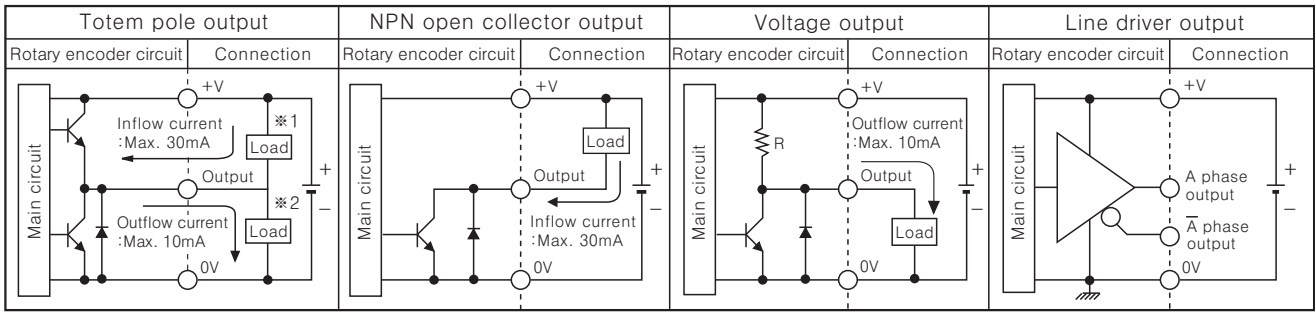 Totem pole output
Rotary encoder circuit
Connection
Main circuit
+V
Inflow current
:Max. 30mA
※1
Load
Output
※2
Outflow current
:Max. 10mA
Load
+
−
0V
NPN open collector output
Rotary encoder circuit
Connection
Main circuit
+V
Load
Output
Inflow current
:Max. 30mA
+
−
0V
Voltage output
Rotary encoder circuit
Connection
Main circuit
+V
R
Outflow current
:Max. 10mA
Output
Load
+
−
0V
Line driver output
Rotary encoder circuit
Connection
Main circuit
+V
A phase
output
A̅ phase
output
+
−
0V